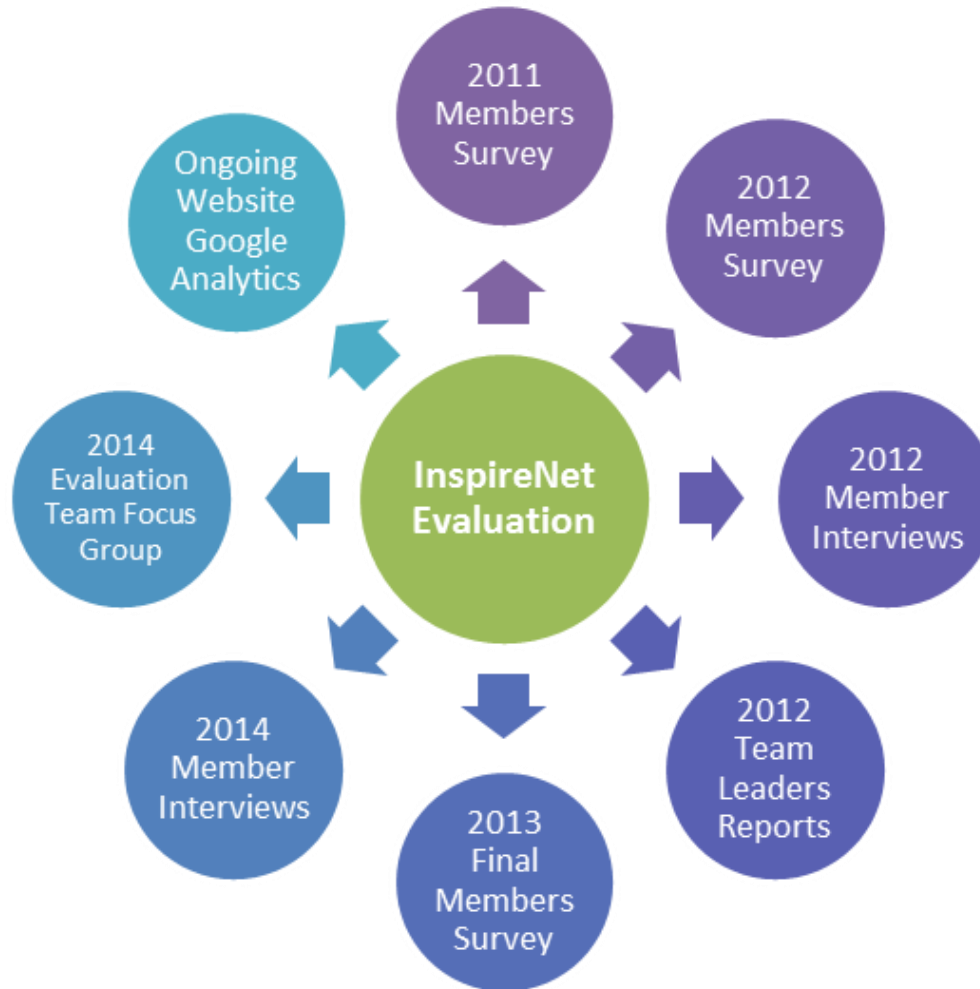 2011
Members
Survey
2012
Members
Survey
2012
Member
Interviews
2012
Team
Leaders
Reports
2013
Final
Members
Survey
2014
Member
Interviews
2014
Evaluation
Team Focus
Group
Ongoing
Website
Google
Analytics
InspireNet
Evaluation